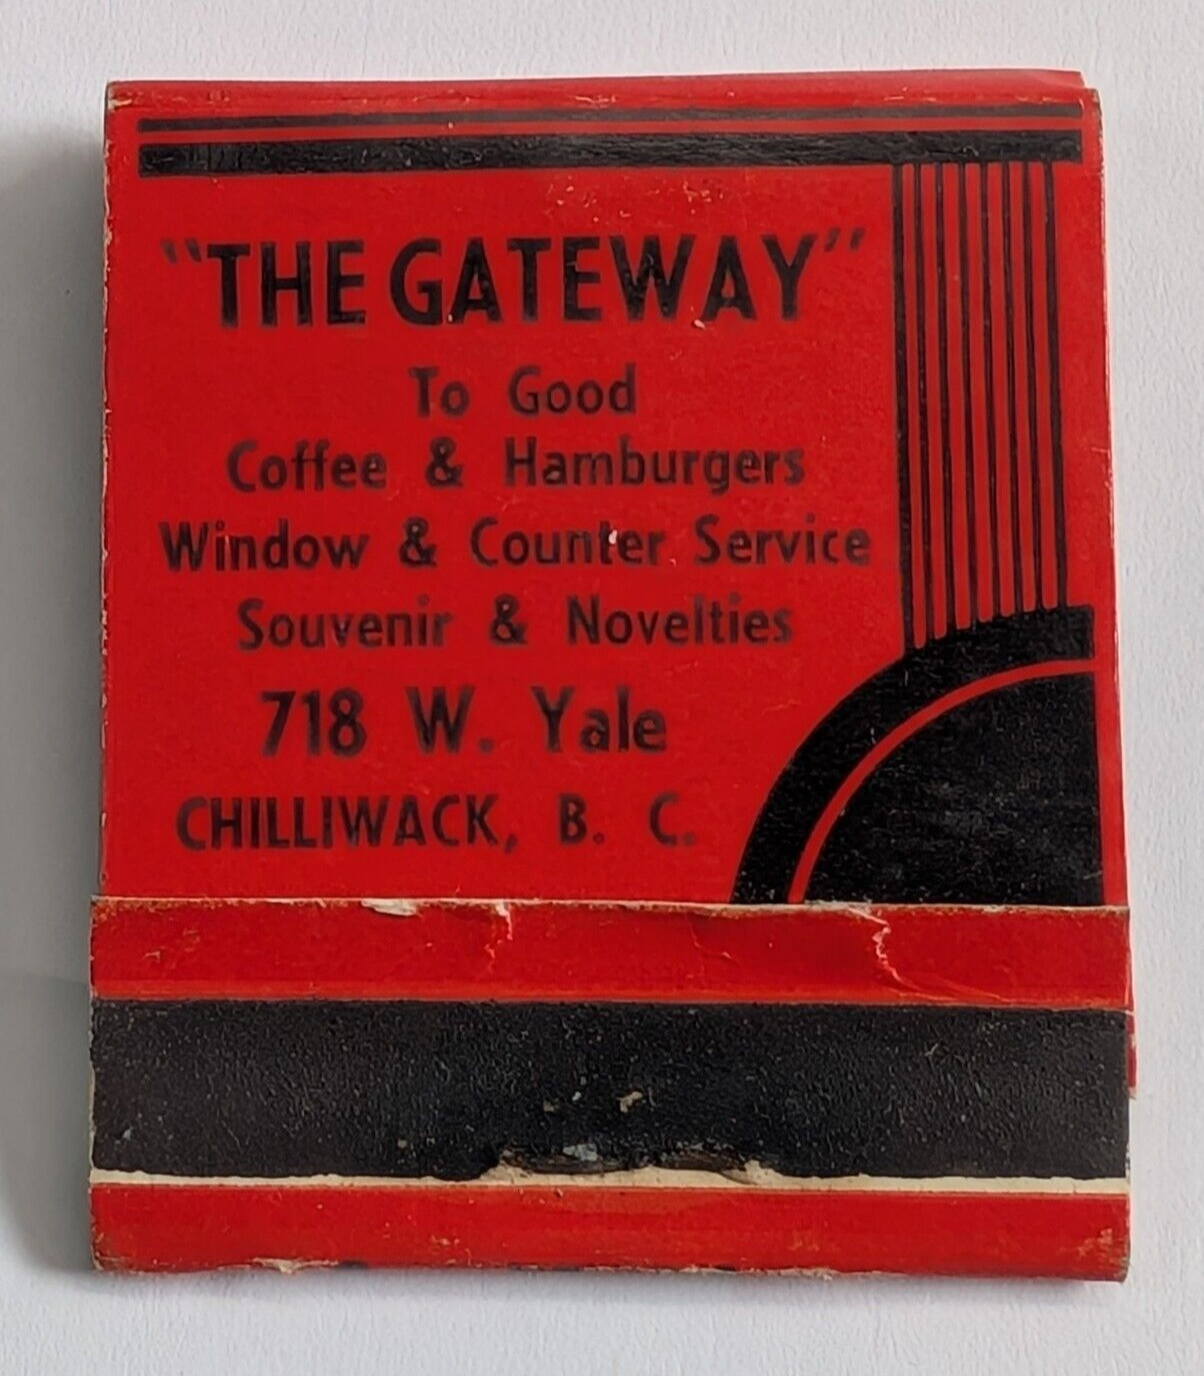 "THE GATEWAY"
To Good
Coffee & Hamburgers
Window & Counter Service
Souvenir & Novelties
718 W. Yale
CHILLIWACK, B. C.